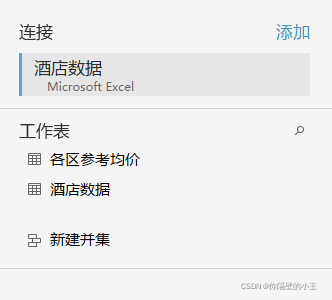 连接 添加
酒店数据
Microsoft Excel
工作表
各区参考均价
酒店数据
新建并集
CSDN @你隔壁的小王